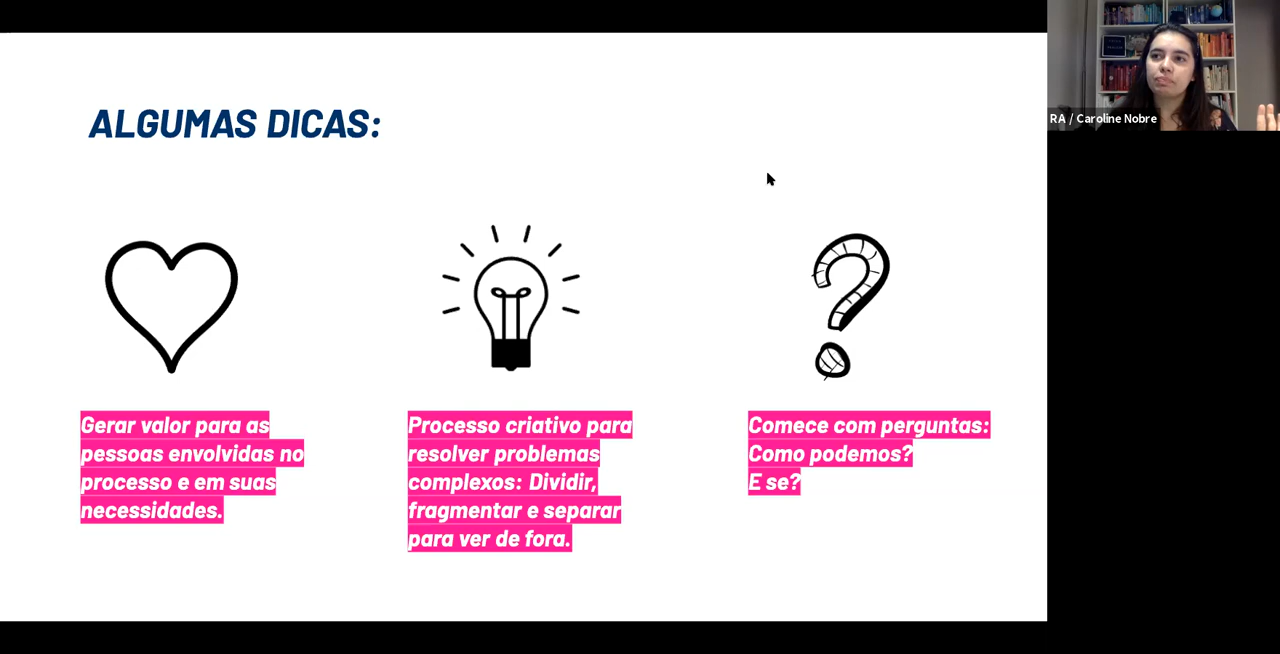 ALGUMAS DICAS:
Gerar valor para as
pessoas envolvidas no
processo e em suas
necessidades.
Processo criativo para
resolver problemas
complexos: Dividir,
fragmentar e separar
para ver de fora.
Comece com perguntas:
Como podemos?
E se?
RA / Caroline Nobre